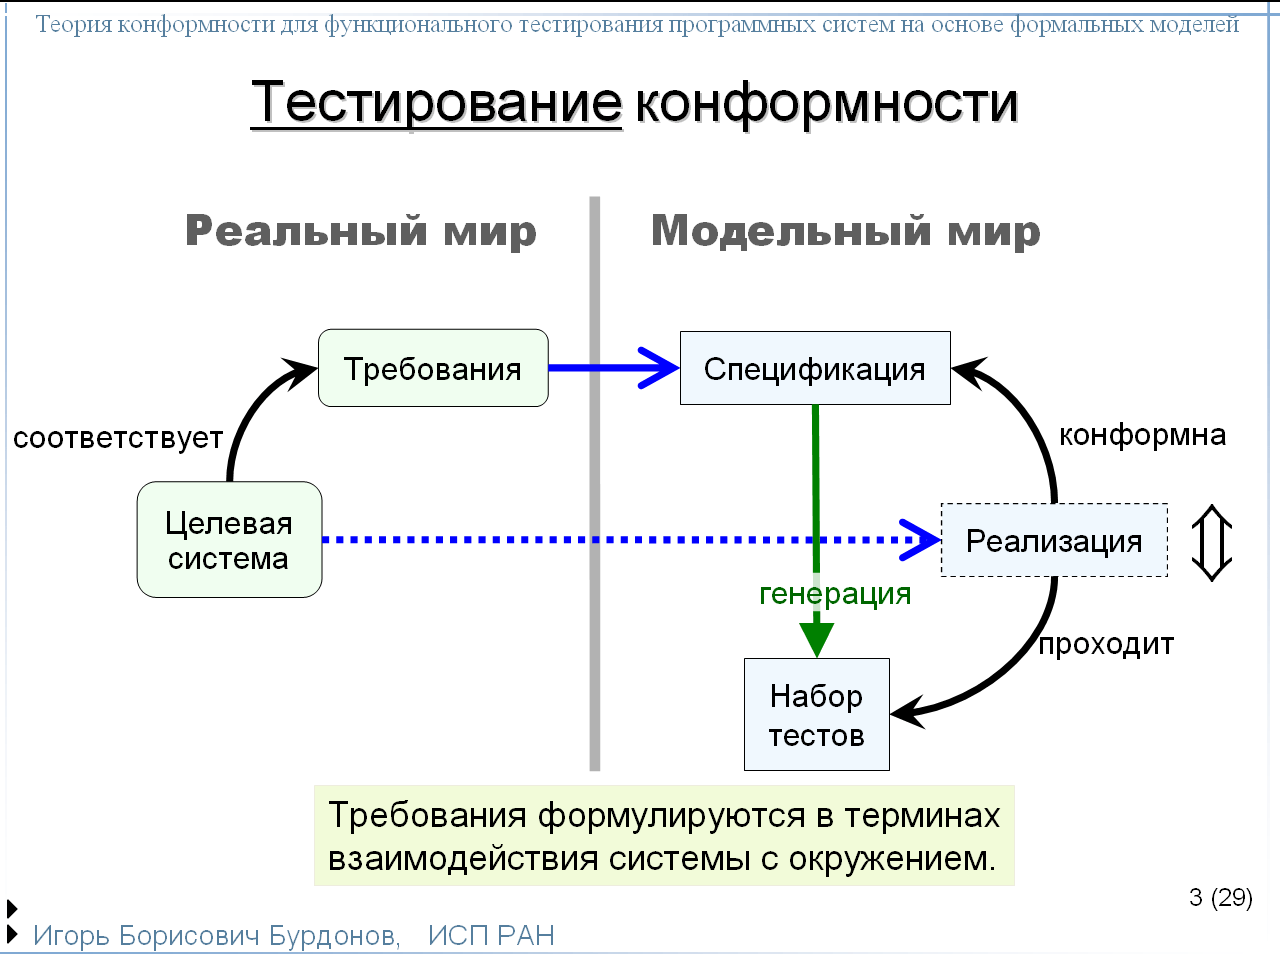 Теория конформности для функционального тестирования программных систем на основе формальных моделей
Тестирование конформности
Реальный мир
Модельный мир
Требования
Спецификация
соответствует
конформна
Целевая
система
Реализация
генерация
проходит
Набор
тестов
Требования формулируются в терминах
взаимодействия системы с окружением.
3 (29)
Игорь Борисович Бурдонов, ИСП РАН